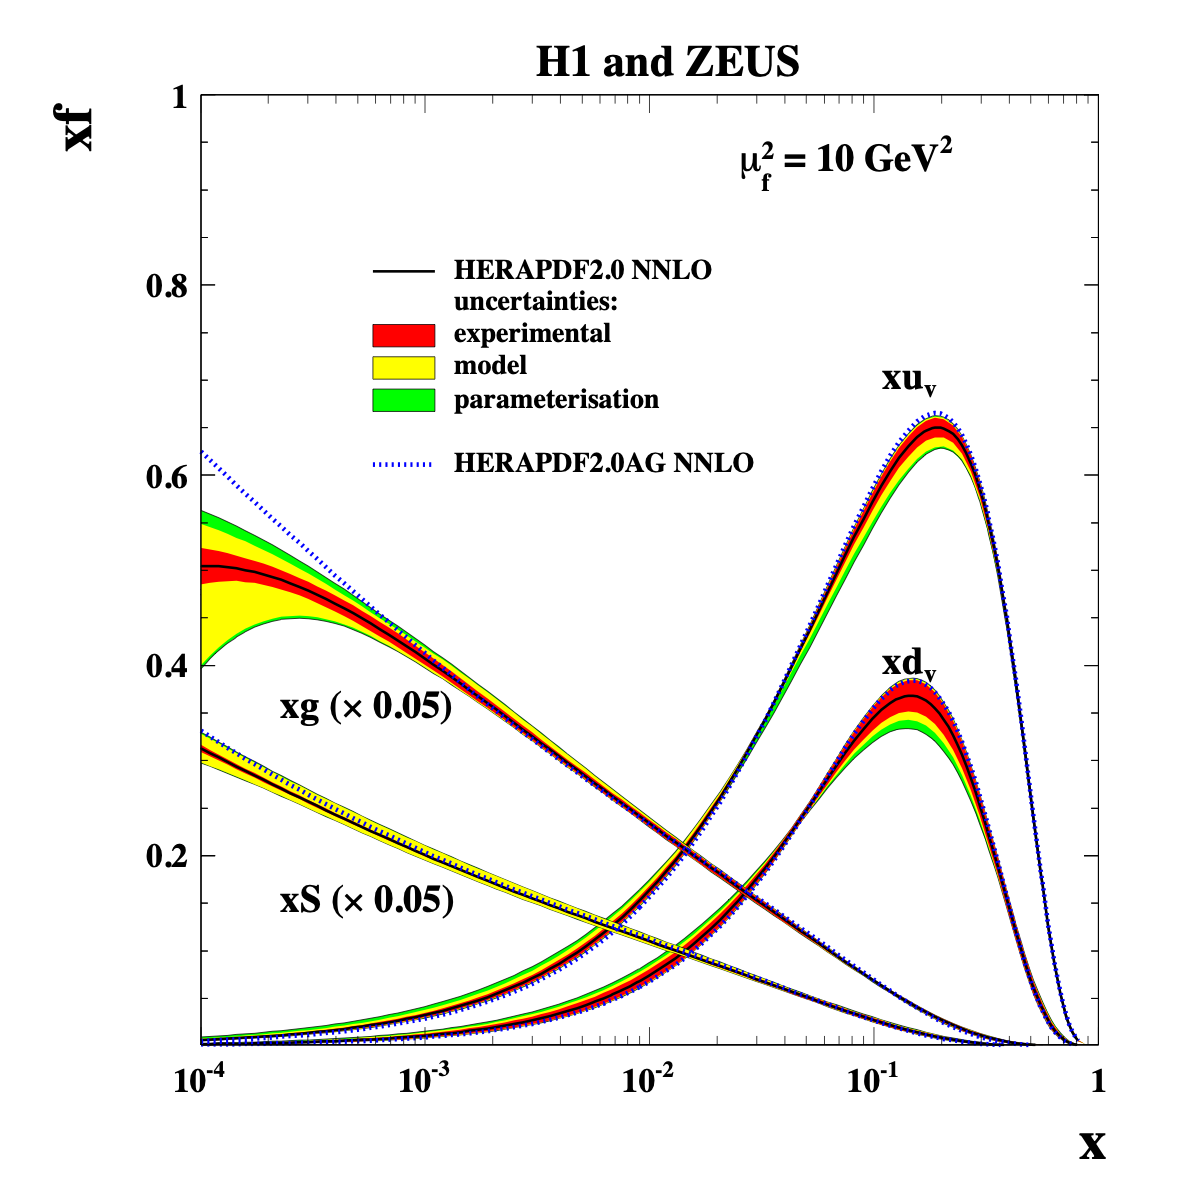 H1 and ZEUS
xf
1
μ_f^2 = 10 GeV^2
HERAPDF2.0 NNLO
uncertainties:
experimental
model
parameterisation
HERAPDF2.0AG NNLO
0.8
0.6
0.4
0.2
xu_v
xd_v
xg (× 0.05)
xS (× 0.05)
10^-4 10^-3 10^-2 10^-1 1
x